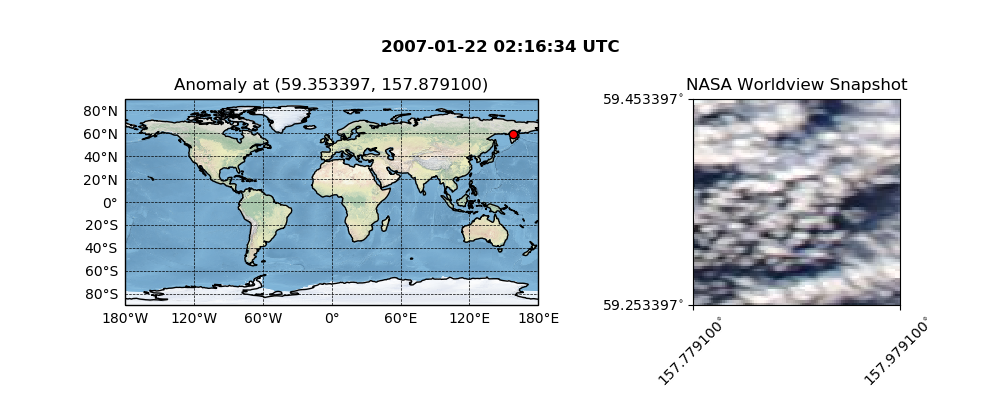 2007-01-22 02:16:34 UTC
Anomaly at (59.353397, 157.879100)
NASA Worldview Snapshot
80°N
60°N
40°N
20°N
0°
20°S
40°S
60°S
80°S
180°W 120°W 60°W 0° 60°E 120°E 180°E
59.453397°
59.253397°
157.779100°
157.979100°